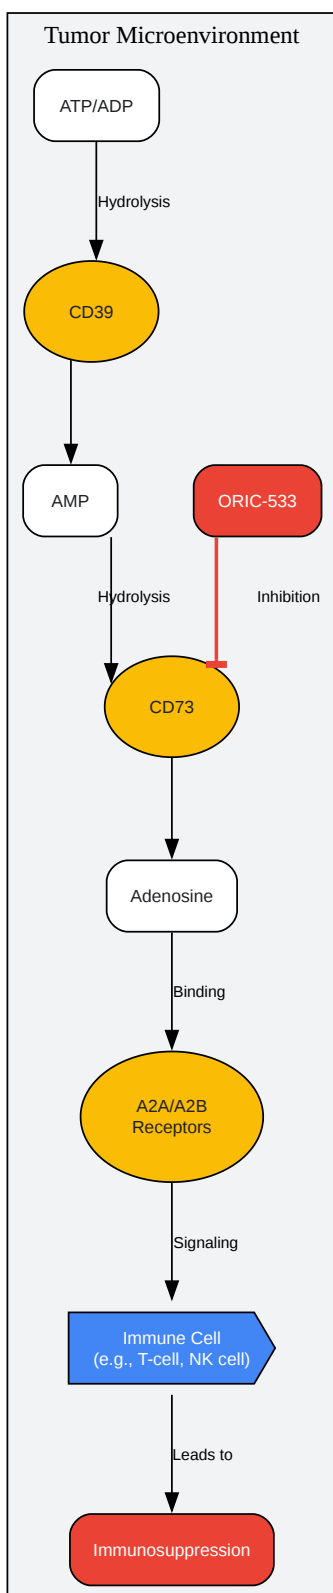 Tumor Microenvironment
ATP/ADP
Hydrolysis
CD39
AMP
ORIC-533
Hydrolysis
Inhibition
CD73
Adenosine
Binding
A2A/A2B
Receptors
Signaling
Immune Cell
(e.g., T-cell, NK cell)
Leads to
Immunosuppression